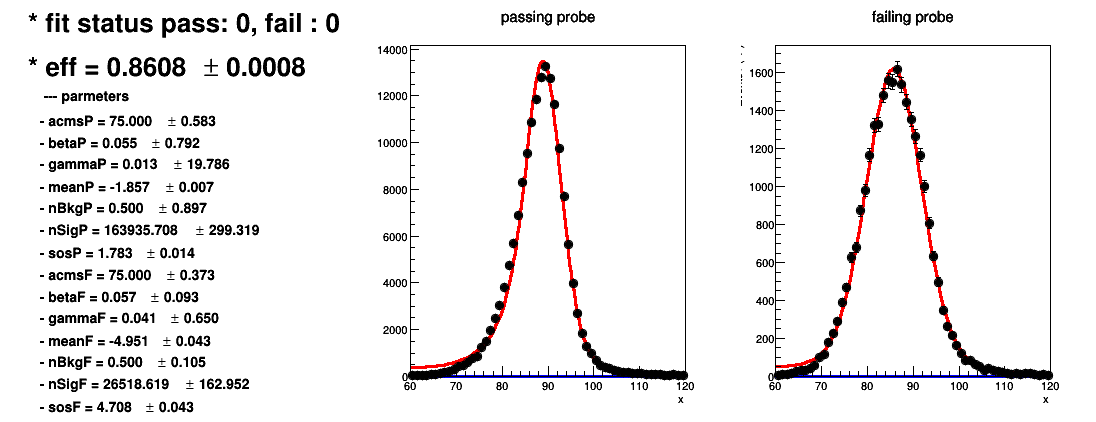 * fit status pass: 0, fail : 0
* eff = 0.8608 ± 0.0008
--- parmeters
- acmsP = 75.000 ± 0.583
- betaP = 0.055 ± 0.792
- gammaP = 0.013 ± 19.786
- meanP = -1.857 ± 0.007
- nBkgP = 0.500 ± 0.897
- nSigP = 163935.708 ± 299.319
- sosP = 1.783 ± 0.014
- acmsF = 75.000 ± 0.373
- betaF = 0.057 ± 0.093
- gammaF = 0.041 ± 0.650
- meanF = -4.951 ± 0.043
- nBkgF = 0.500 ± 0.105
- nSigF = 26518.619 ± 162.952
- sosF = 4.708 ± 0.043
passing probe
14000
12000
10000
8000
6000
4000
2000
0
60 70 80 90 100 110 120
x
failing probe
1600
1400
1200
1000
800
600
400
200
0
60 70 80 90 100 110 120
x